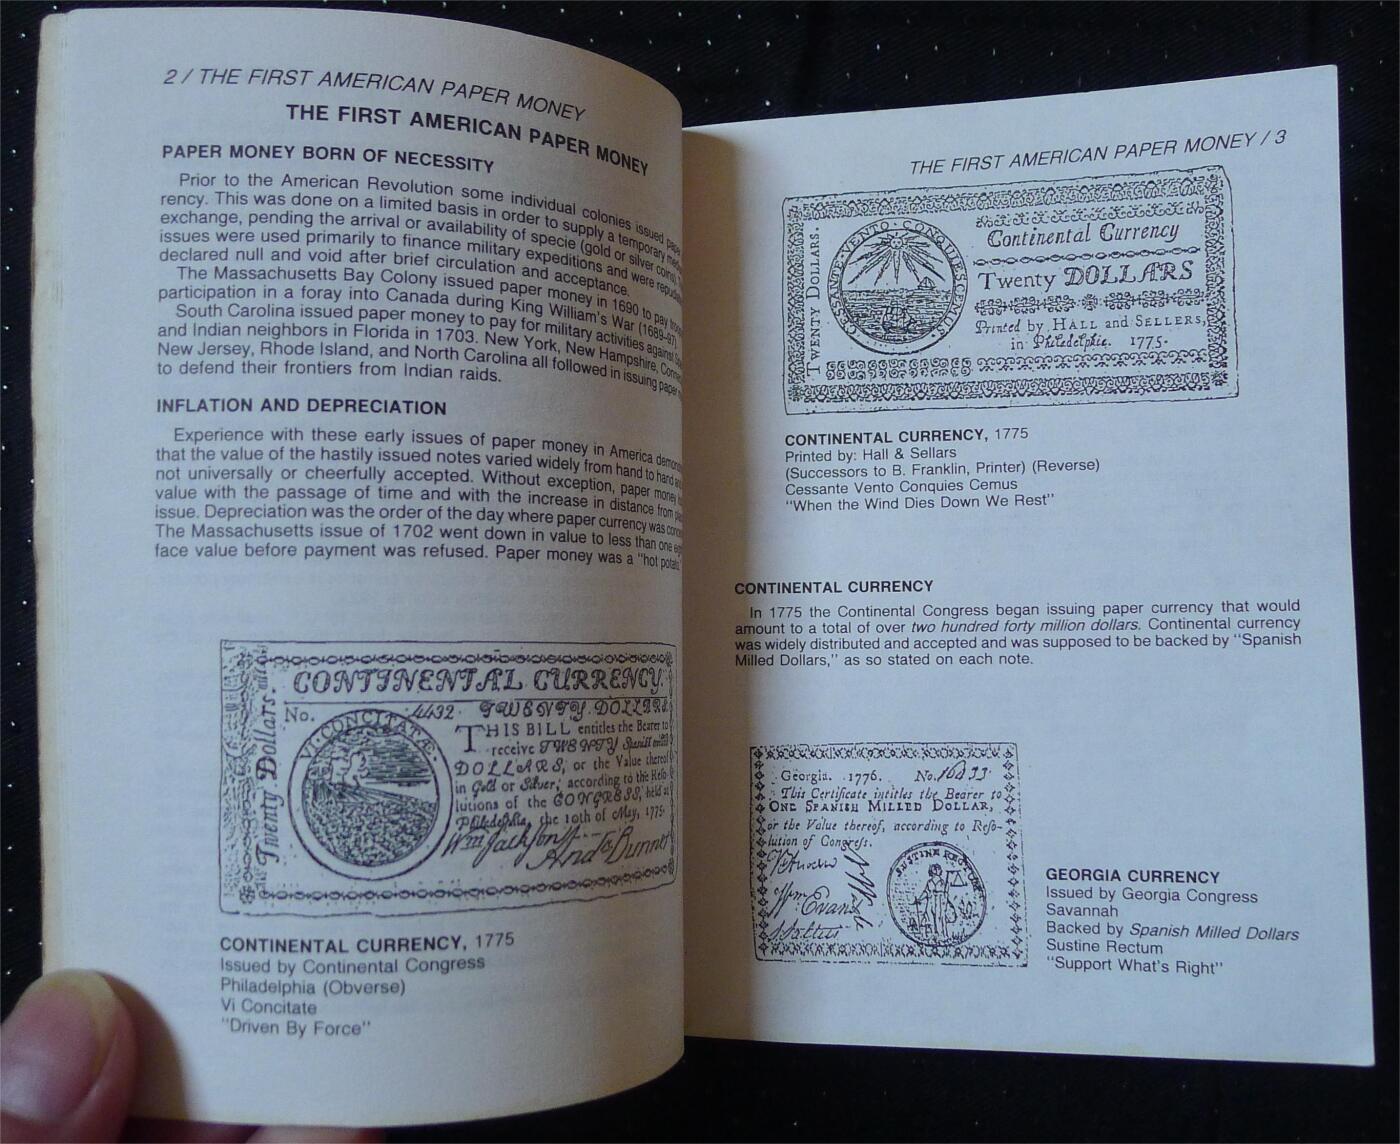 2 / THE FIRST AMERICAN PAPER MONEY
THE FIRST AMERICAN PAPER MONEY
PAPER MONEY BORN OF NECESSITY
Prior to the American Revolution some individual colonies issued paper
rency. This was done on a limited basis in order to supply a temporary
exchange, pending the arrival or availability of specie (gold or silver coins).
issues were used primarily to finance military expeditions and were
declared null and void after brief circulation and acceptance.
The Massachusetts Bay Colony issued paper money in 1690 to pay
participation in a foray into Canada during King William's War (1689-97).
South Carolina issued paper money to pay for military activities against
and Indian neighbors in Florida in 1703. New York, New Hampshire,
New Jersey, Rhode Island, and North Carolina all followed in issuing paper
to defend their frontiers from Indian raids.
INFLATION AND DEPRECIATION
Experience with these early issues of paper money in America
that the value of the hastily issued notes varied widely from hand to hand
not universally or cheerfully accepted. Without exception, paper money
value with the passage of time and with the increase in distance from
issue. Depreciation was the order of the day where paper currency was
The Massachusetts issue of 1702 went down in value to less than one
face value before payment was refused. Paper money was a "hot potato."
CONTINENTAL CURRENCY.
No. 4432. TWENTY DOLLARS.
Twenty Dollars.
VI CONCITATÆ.
THIS BILL entitles the Bearer to
receive TWENTY Spanish milled
DOLLARS, or the Value thereof
in Gold or Silver, according to the Reso-
lutions of the CONGRESS, held at
Philadelphia, the 10th of May, 1775.
Wm Jackson
CONTINENTAL CURRENCY, 1775
Issued by Continental Congress
Philadelphia (Obverse)
Vi Concitate
"Driven By Force"
THE FIRST AMERICAN PAPER MONEY / 3
TWENTY DOLLARS.
CESSANTE VENTO CONQUIESCEMUS
Continental Currency
Twenty DOLLARS
Printed by HALL and SELLERS,
in Philadelphia. 1775.
CONTINENTAL CURRENCY, 1775
Printed by: Hall & Sellars
(Successors to B. Franklin, Printer) (Reverse)
Cessante Vento Conquies Cemus
"When the Wind Dies Down We Rest"
CONTINENTAL CURRENCY
In 1775 the Continental Congress began issuing paper currency that would
amount to a total of over two hundred forty million dollars. Continental currency
was widely distributed and accepted and was supposed to be backed by "Spanish
Milled Dollars," as so stated on each note.
Georgia. 1776. No.
This Certificate intitles the Bearer to
ONE SPANISH MILLED DOLLAR,
or the Value thereof, according to Reso-
lution of Congress.
Wm Evans
SUSTINE RECTUM
GEORGIA CURRENCY
Issued by Georgia Congress
Savannah
Backed by Spanish Milled Dollars
Sustine Rectum
"Support What's Right"